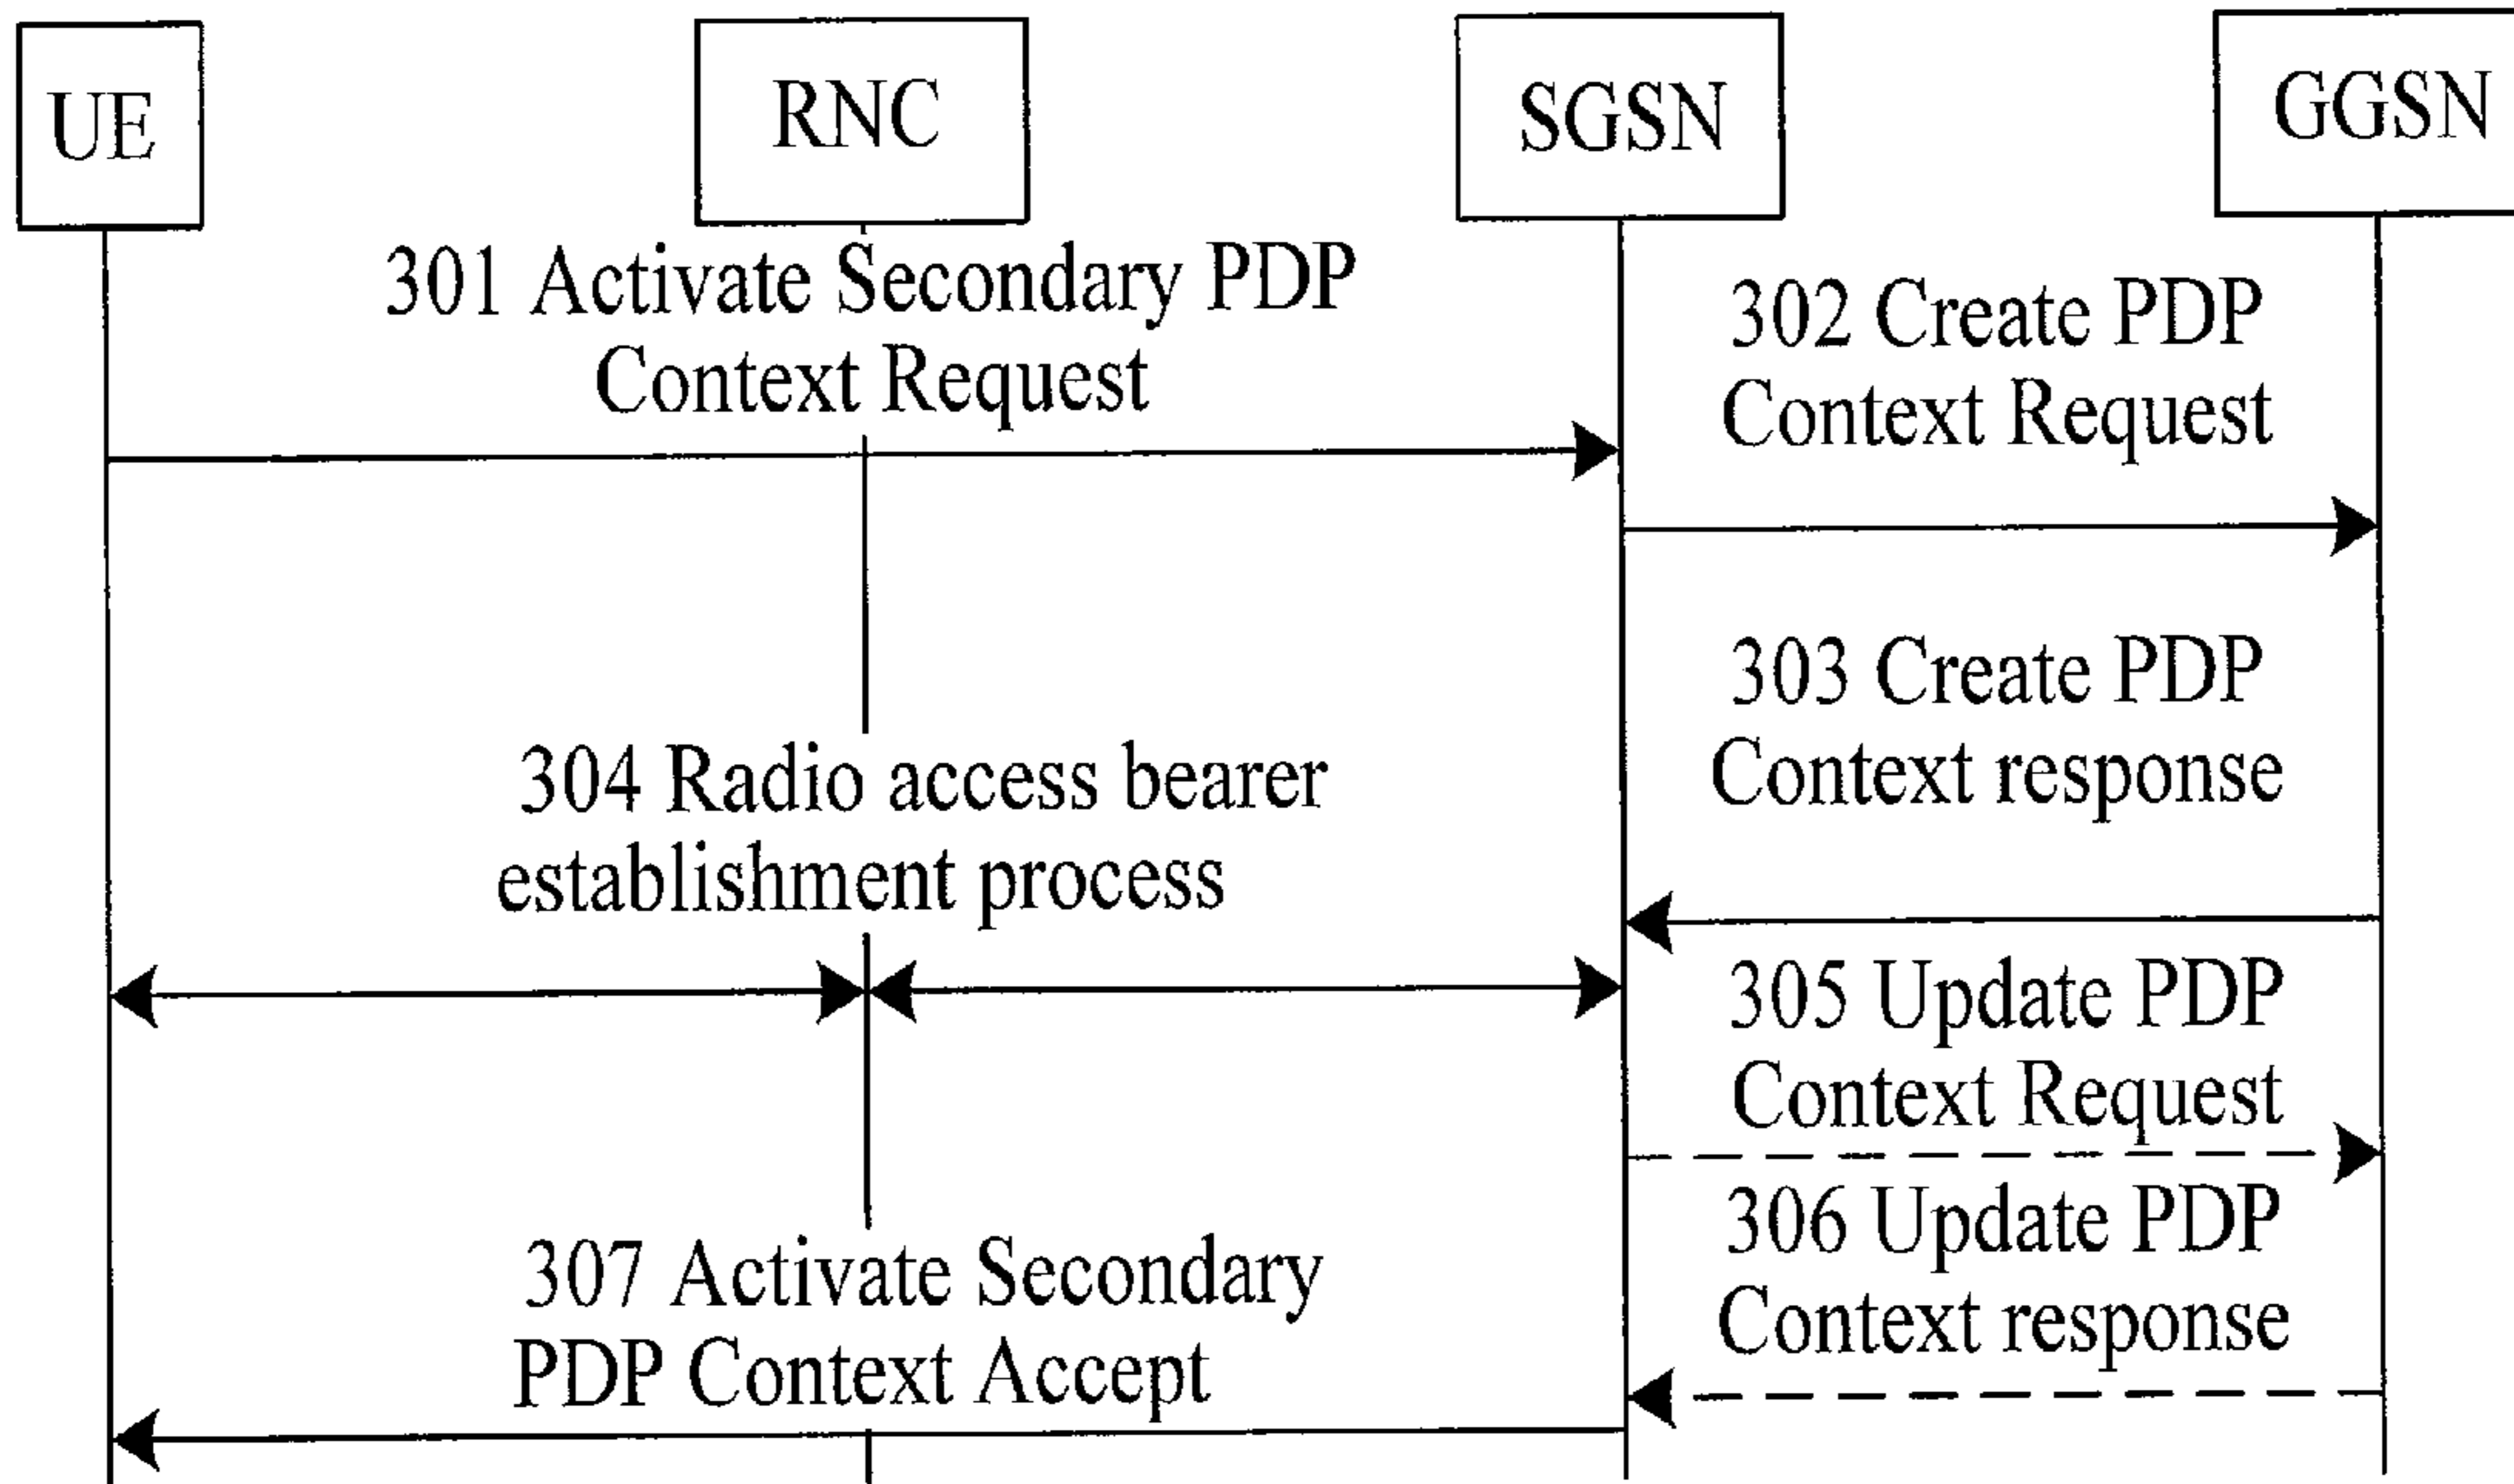 UE
RNC
SGSN
GGSN
301 Activate Secondary PDP
Context Request
302 Create PDP
Context Request
303 Create PDP
Context response
304 Radio access bearer
establishment process
305 Update PDP
Context Request
306 Update PDP
Context response
307 Activate Secondary
PDP Context Accept